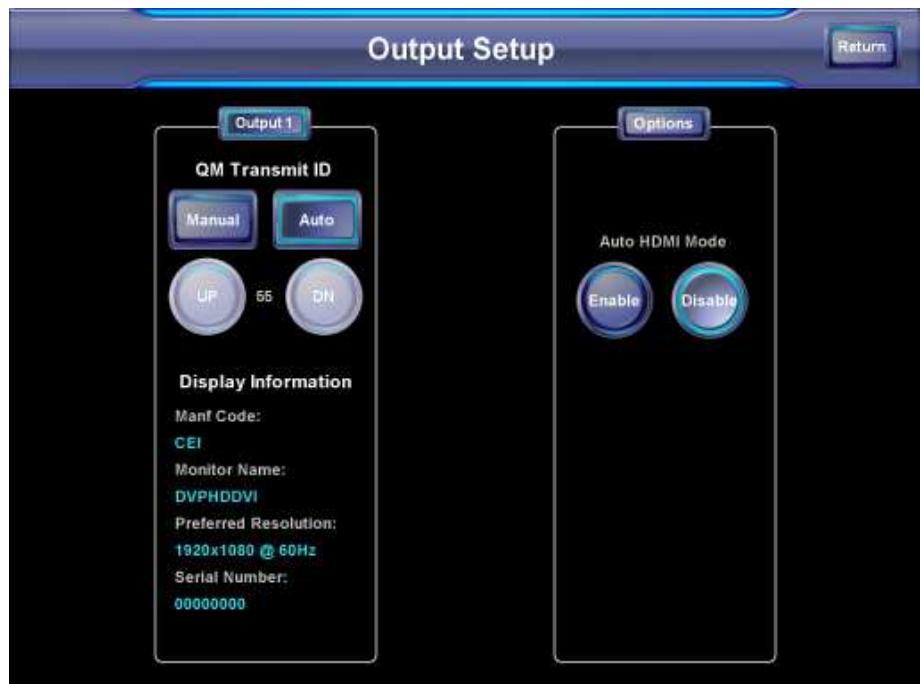 Output Setup
Return
Output 1
QM Transmit ID
Manual Auto
UP 55 DN
Display Information
Manf Code:
CEI
Monitor Name:
DVPHDDVI
Preferred Resolution:
1920x1080 @ 60Hz
Serial Number:
00000000
Options
Auto HDMI Mode
Enable Disable